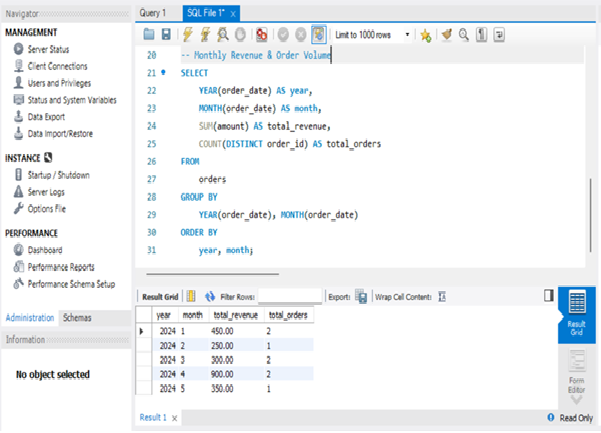 Navigator
MANAGEMENT
Server Status
Client Connections
Users and Privileges
Status and System Variables
Data Export
Data Import/Restore
INSTANCE
Startup / Shutdown
Server Logs
Options File
PERFORMANCE
Dashboard
Performance Reports
Performance Schema Setup
Administration Schemas
Information
No object selected
Query 1 SQL File 1* x
Limit to 1000 rows
20 -- Monthly Revenue & Order Volume
21 SELECT
22 YEAR(order_date) AS year,
23 MONTH(order_date) AS month,
24 SUM(amount) AS total_revenue,
25 COUNT(DISTINCT order_id) AS total_orders
26 FROM
27 orders
28 GROUP BY
29 YEAR(order_date), MONTH(order_date)
30 ORDER BY
31 year, month;
Result Grid Filter Rows: Export: Wrap Cell Content:
year month total_revenue total_orders
2024 1 450.00 2
2024 2 250.00 1
2024 3 300.00 2
2024 4 900.00 2
2024 5 350.00 1
Result Grid
Form Editor
Result 1 x
Read Only